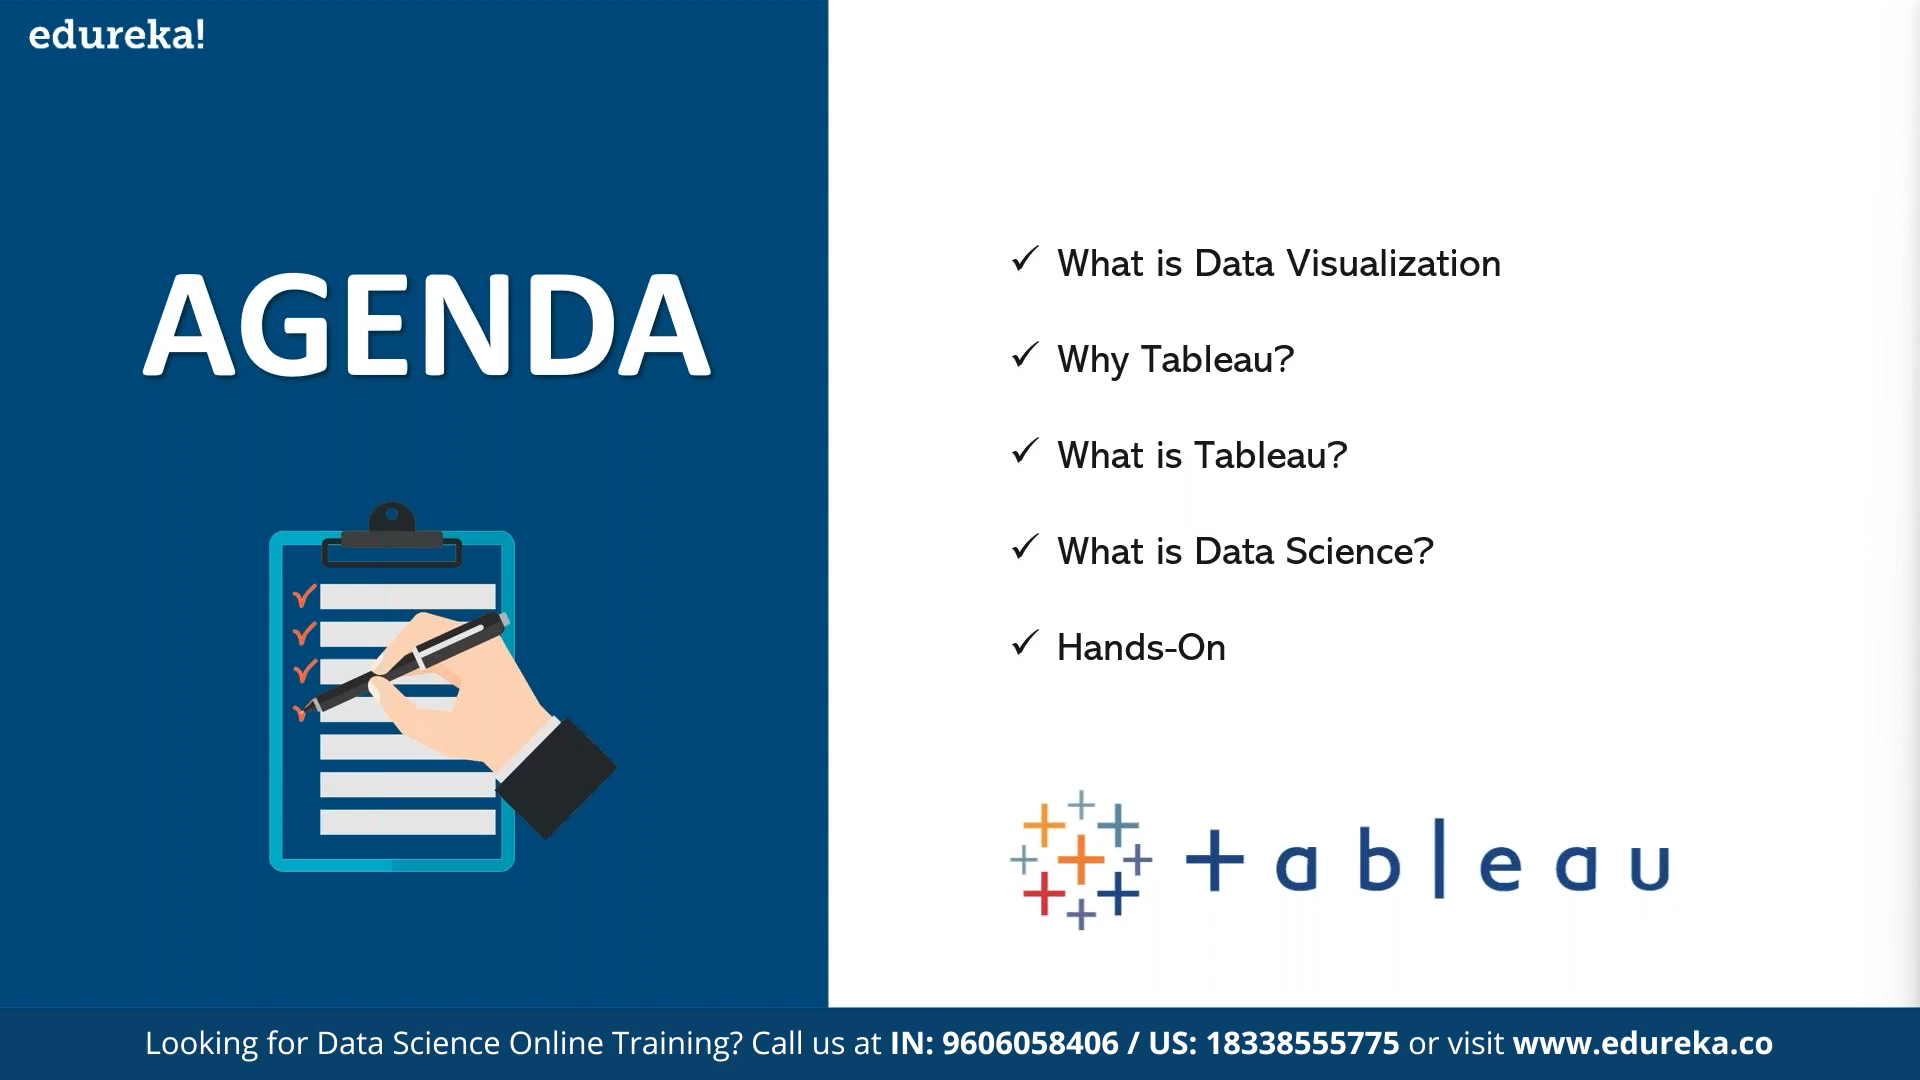 edureka!
AGENDA
✓ What is Data Visualization
✓ Why Tableau?
✓ What is Tableau?
✓ What is Data Science?
✓ Hands-On
+ableau
Looking for Data Science Online Training? Call us at IN: 9606058406 / US: 18338555775 or visit www.edureka.co